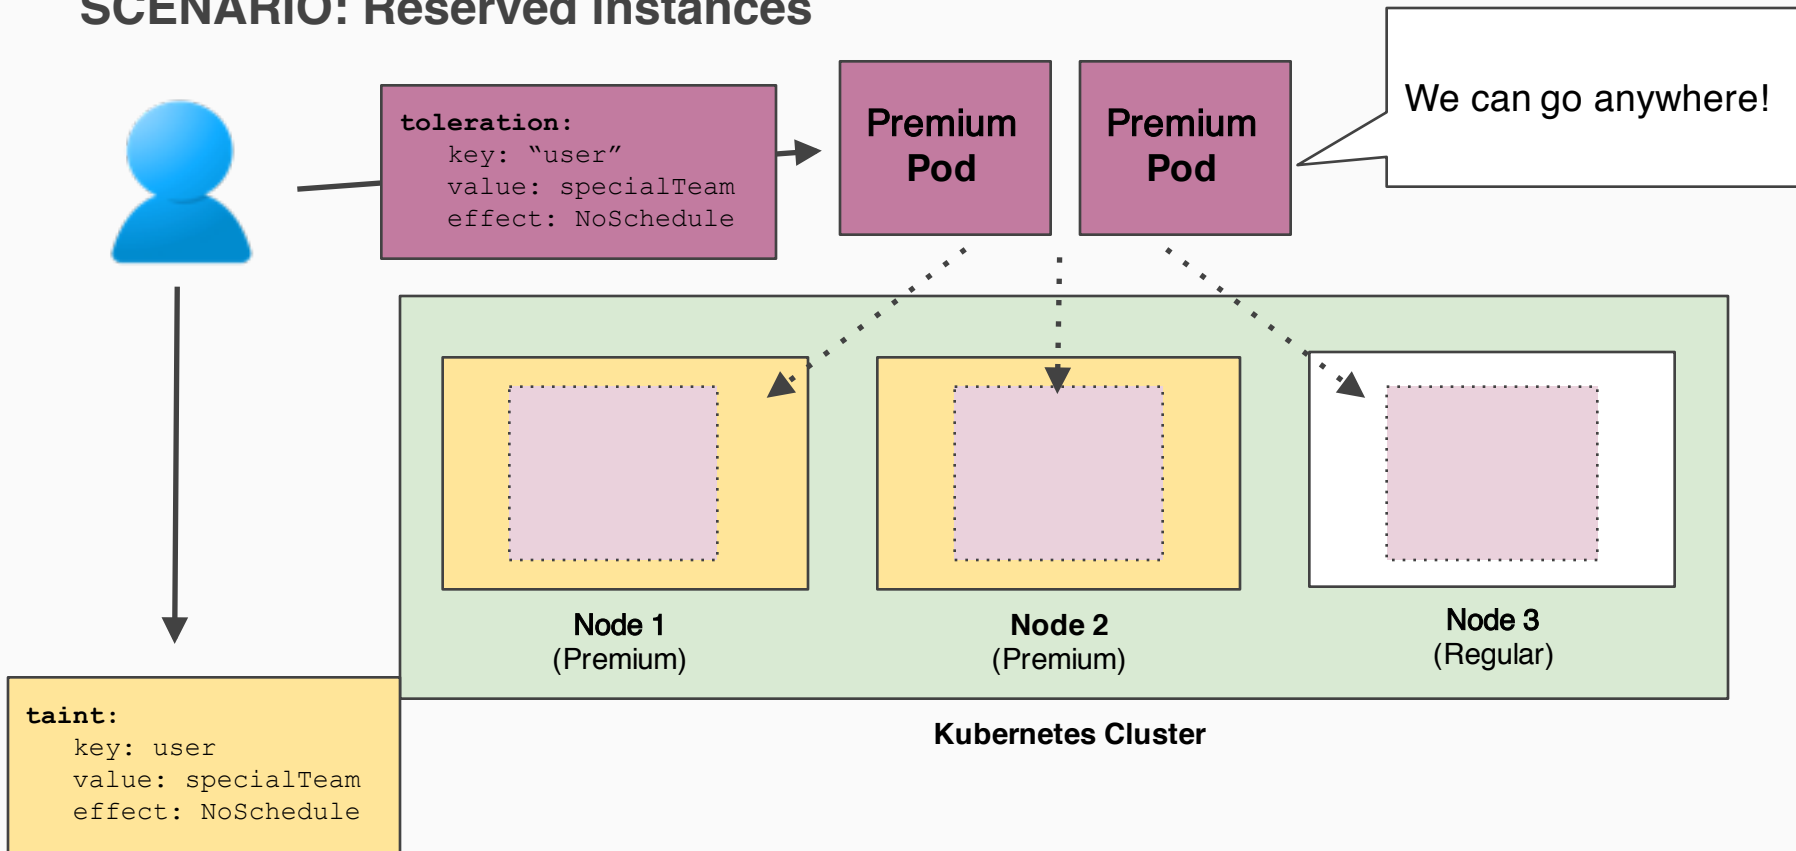 SCENARIO: Reserved Instances
toleration:
key: “user”
value: specialTeam
effect: NoSchedule
Premium
Pod
Premium
Pod
We can go anywhere!
Node 1
(Premium)
Node 2
(Premium)
Node 3
(Regular)
Kubernetes Cluster
taint:
key: user
value: specialTeam
effect: NoSchedule